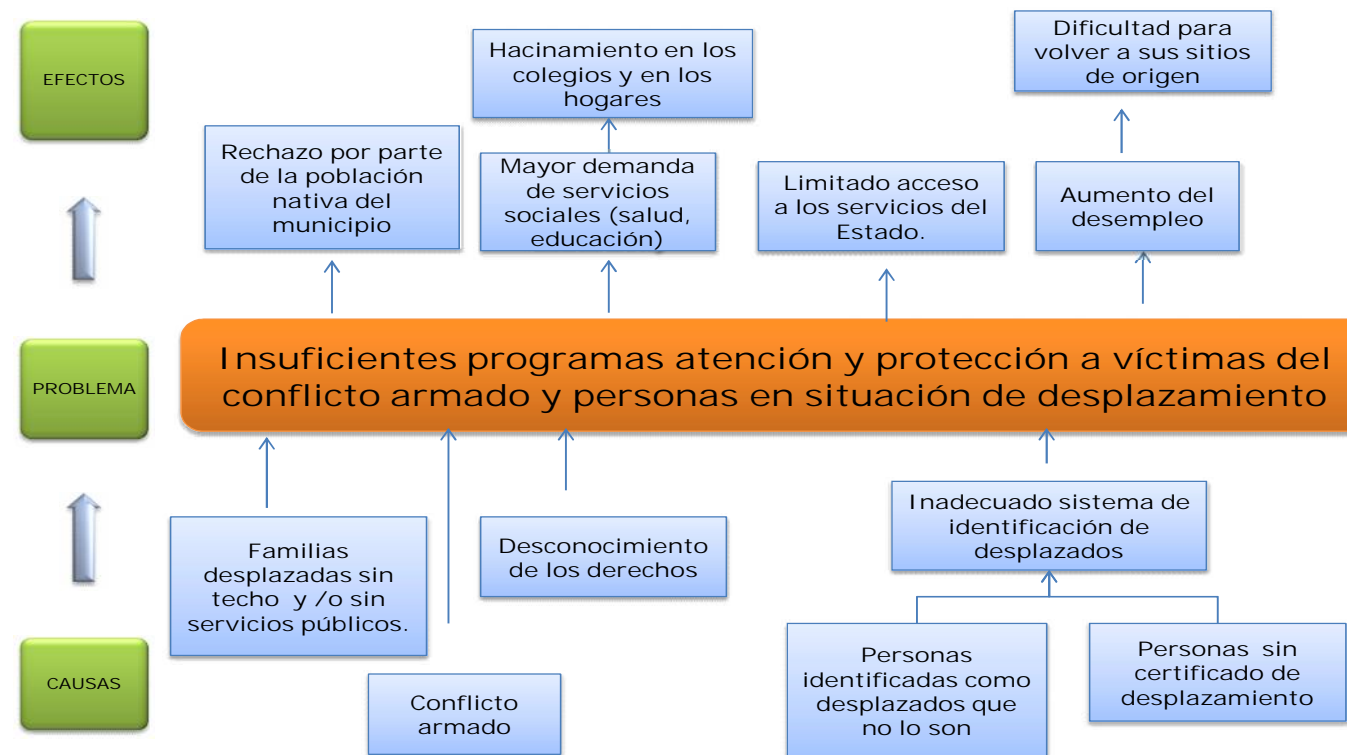 EFECTOS
Hacinamiento en los
colegios y en los
hogares
Dificultad para
volver a sus sitios
de origen
Rechazo por parte
de la población
nativa del
municipio
Mayor demanda
de servicios
sociales (salud,
educación)
Limitado acceso
a los servicios del
Estado.
Aumento del
desempleo
PROBLEMA
Insuficientes programas atención y protección a víctimas del
conflicto armado y personas en situación de desplazamiento
Familias
desplazadas sin
techo y /o sin
servicios públicos.
Desconocimiento
de los derechos
Inadecuado sistema de
identificación de
desplazados
CAUSAS
Conflicto
armado
Personas
identificadas como
desplazados que
no lo son
Personas sin
certificado de
desplazamiento